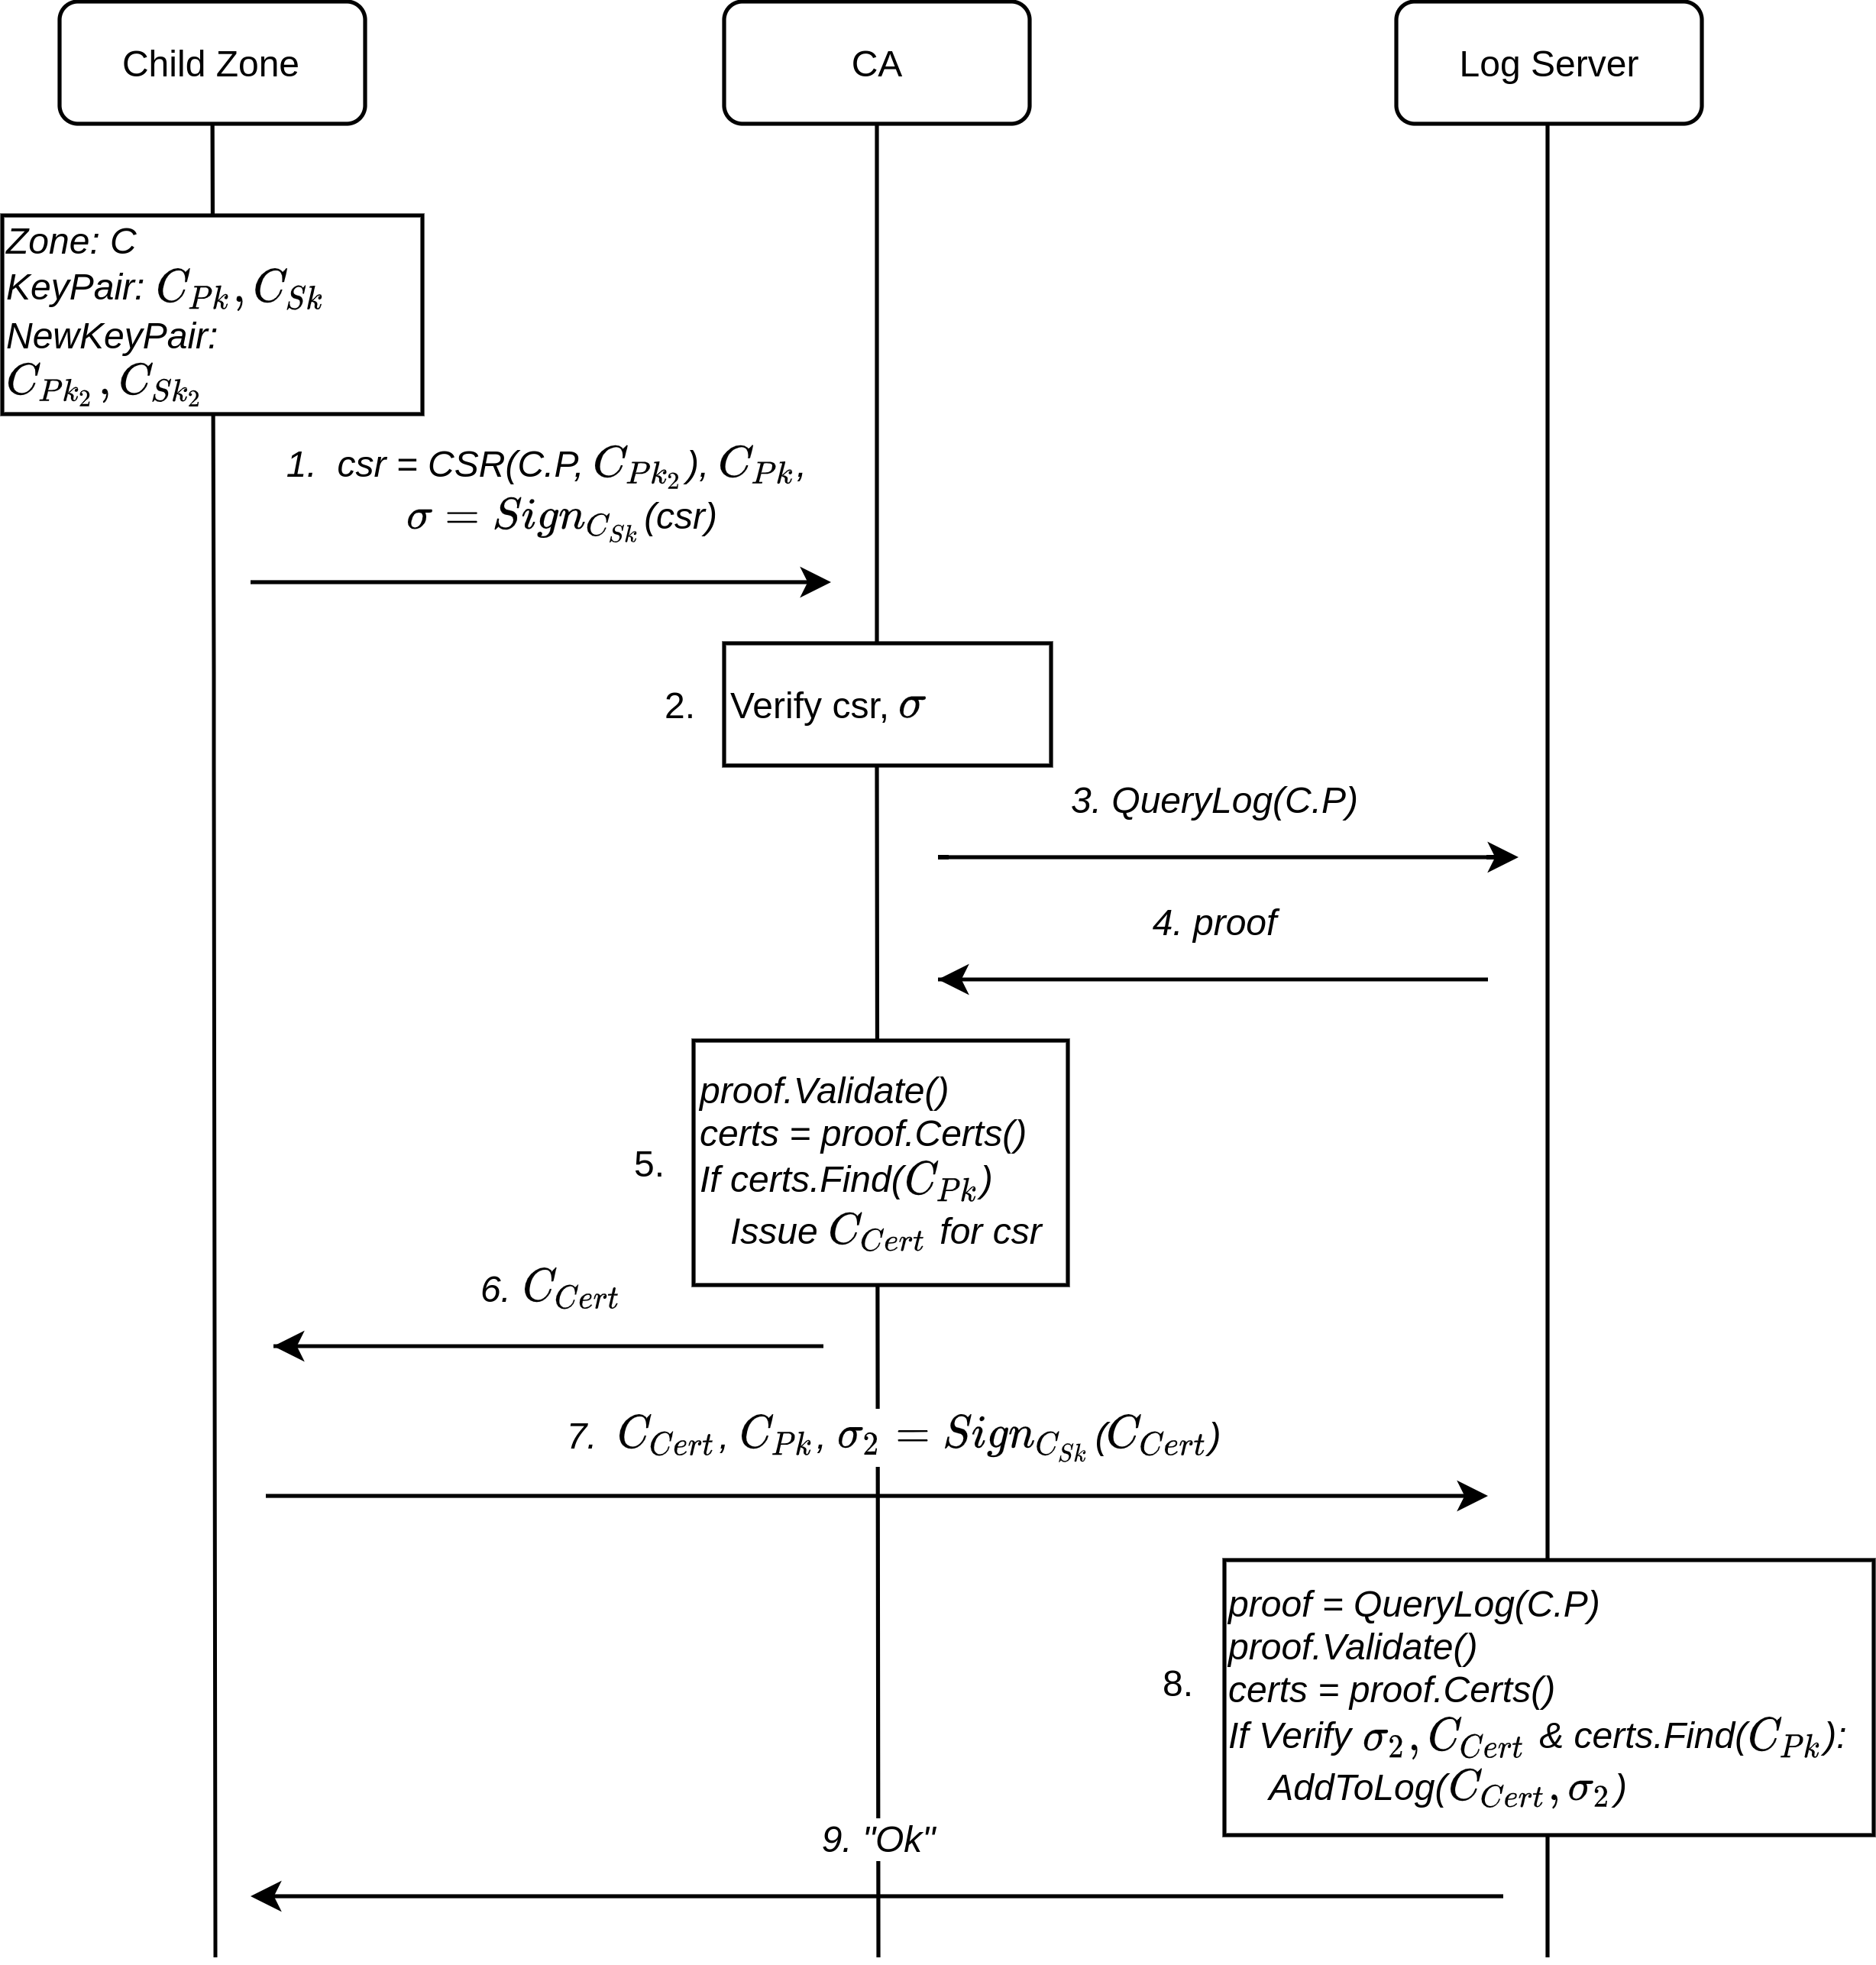 Child Zone
CA
Log Server
Zone: C
KeyPair: $C_{Pk}, C_{Sk}$
NewKeyPair:
$C_{Pk_2}, C_{Sk_2}$
1. csr = CSR(C.P, $C_{Pk_2}$), $C_{Pk}$,
$\sigma = Sign_{C_{Sk}}$(csr)
2.
Verify csr, $\sigma$
3. QueryLog(C.P)
4. proof
5.
proof.Validate()
certs = proof.Certs()
If certs.Find($C_{Pk}$)
Issue $C_{Cert}$ for csr
6. $C_{Cert}$
7. $C_{Cert}$, $C_{Pk}$, $\sigma_2 = Sign_{C_{Sk}}$($C_{Cert}$)
8.
proof = QueryLog(C.P)
proof.Validate()
certs = proof.Certs()
If Verify $\sigma_2, C_{Cert}$ & certs.Find($C_{Pk}$):
AddToLog($C_{Cert}, \sigma_2$)
9. "Ok"